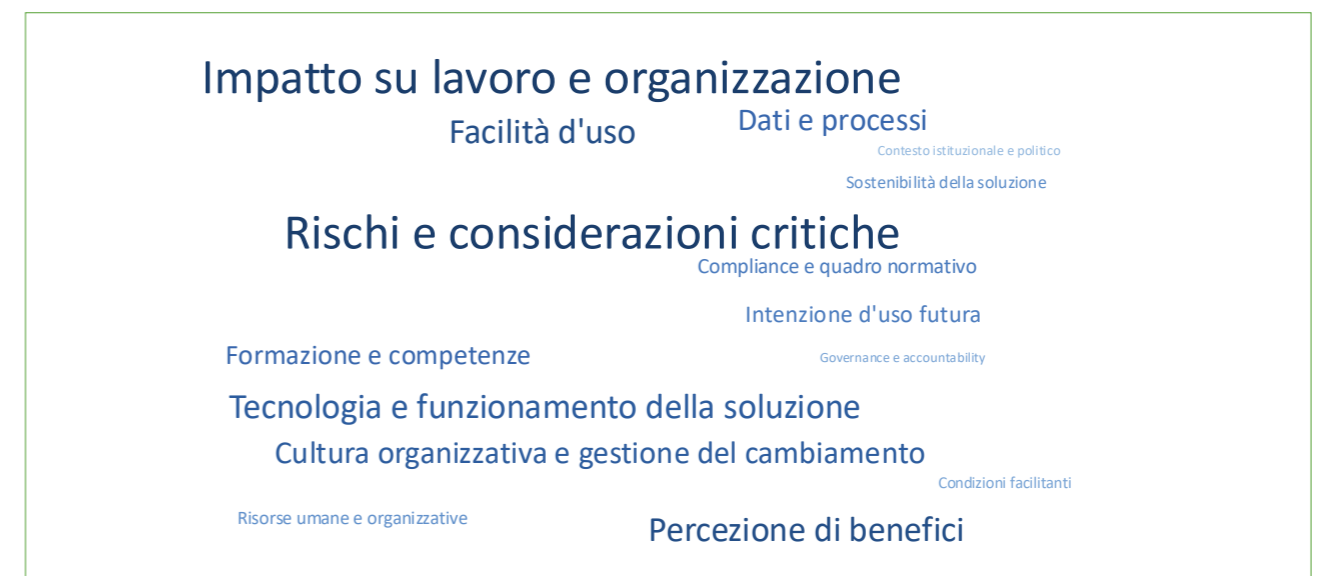 Impatto su lavoro e organizzazione
Facilità d'uso
Dati e processi
Contesto istituzionale e politico
Sostenibilità della soluzione
Rischi e considerazioni critiche
Compliance e quadro normativo
Intenzione d'uso futura
Formazione e competenze
Governance e accountability
Tecnologia e funzionamento della soluzione
Cultura organizzativa e gestione del cambiamento
Condizioni facilitanti
Risorse umane e organizzative
Percezione di benefici